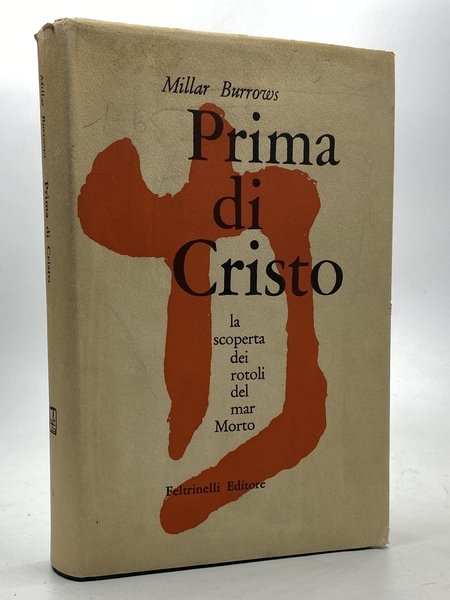 Millar Burrows
Prima
di
Cristo
la
scoperta
dei
rotoli
del
mar
Morto
Feltrinelli Editore
Millar Burrows
Prima di Cristo